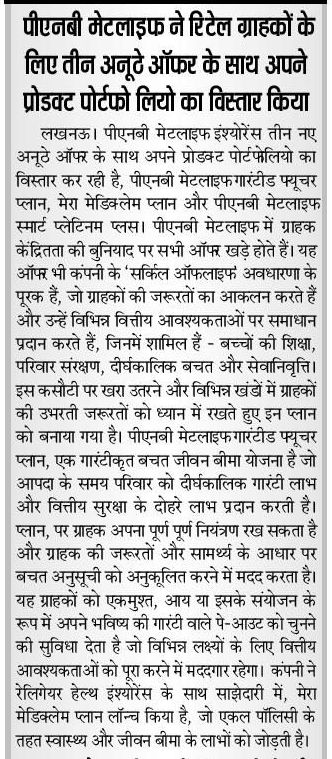 पीएनबी मेटलाइफ ने रिटेल ग्राहकों के
लिए तीन अनूठे ऑफर के साथ अपने
प्रोडक्ट पोर्टफो लियो का विस्तार किया
लखनऊ। पीएनबी मेटलाइफ इंश्योरेंस तीन नए
अनूठे ऑफर के साथ अपने प्रोडक्ट पोर्टफोलियो का
विस्तार कर रही है, पीएनबी मेटलाइफगारंटीड फ्यूचर
प्लान, मेरा मेडिक्लेम प्लान और पीएनबी मेटलाइफ
स्मार्ट प्लेटिनम प्लस। पीएनबी मेटलाइफ में ग्राहक
केंद्रितता की बुनियाद पर सभी ऑफर खड़े होते हैं। यह
ऑफर भी कंपनी के 'सर्किल ऑफलाइफ' अवधारणा के
पूरक हैं, जो ग्राहकों की जरूरतों का आकलन करते हैं
और उन्हें विभिन्न वित्तीय आवश्यकताओं पर समाधान
प्रदान करते हैं, जिनमें शामिल हैं - बच्चों की शिक्षा,
परिवार संरक्षण, दीर्घकालिक बचत और सेवानिवृत्ति।
इस कसौटी पर खरा उतरने और विभिन्न खंडों में ग्राहकों
की उभरती जरूरतों को ध्यान में रखते हुए इन प्लान
को बनाया गया है। पीएनबी मेटलाइफगारंटीड फ्यूचर
प्लान, एक गारंटीकृत बचत जीवन बीमा योजना है जो
आपदा के समय परिवार को दीर्घकालिक गारंटी लाभ
और वित्तीय सुरक्षा के दोहरे लाभ प्रदान करती है।
प्लान, पर ग्राहक अपना पूर्ण पूर्ण नियंत्रण रख सकता है
और ग्राहक की जरूरतों और सामर्थ्य के आधार पर
बचत अनुसूची को अनुकूलित करने में मदद करता है।
यह ग्राहकों को एकमुश्त, आय या इसके संयोजन के
रूप में अपने भविष्य की गारंटी वाले पे-आउट को चुनने
की सुविधा देता है जो विभिन्न लक्ष्यों के लिए वित्तीय
आवश्यकताओं को पूरा करने में मददगार रहेगा। कंपनी ने
रेलिगेयर हेल्थ इंश्योरेंस के साथ साझेदारी में, मेरा
मेडिक्लेम प्लान लॉन्च किया है, जो एकल पॉलिसी के
तहत स्वास्थ्य और जीवन बीमा के लाभों को जोड़ती है।